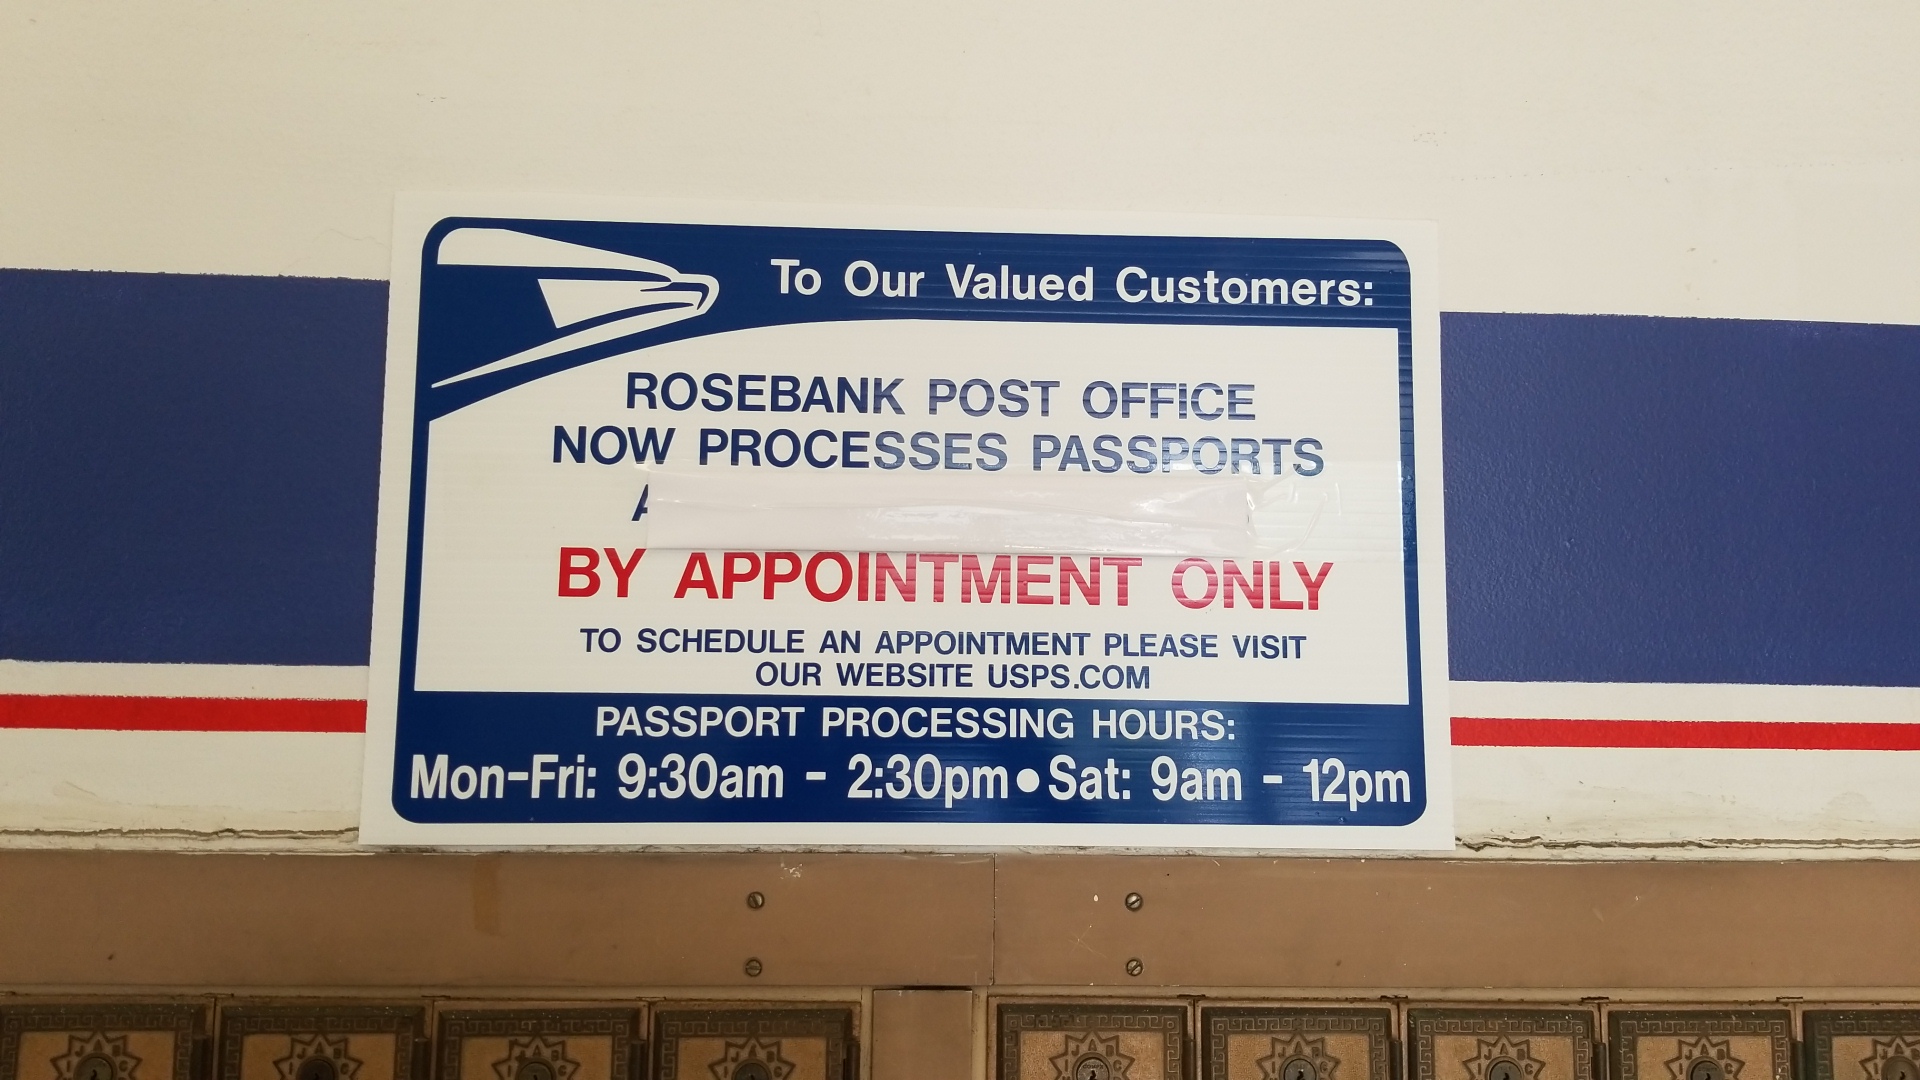 To Our Valued Customers:
ROSEBANK POST OFFICE
NOW PROCESSES PASSPORTS
BY APPOINTMENT ONLY
TO SCHEDULE AN APPOINTMENT PLEASE VISIT
OUR WEBSITE USPS.COM
PASSPORT PROCESSING HOURS:
Mon-Fri: 9:30am - 2:30pm•Sat: 9am - 12pm